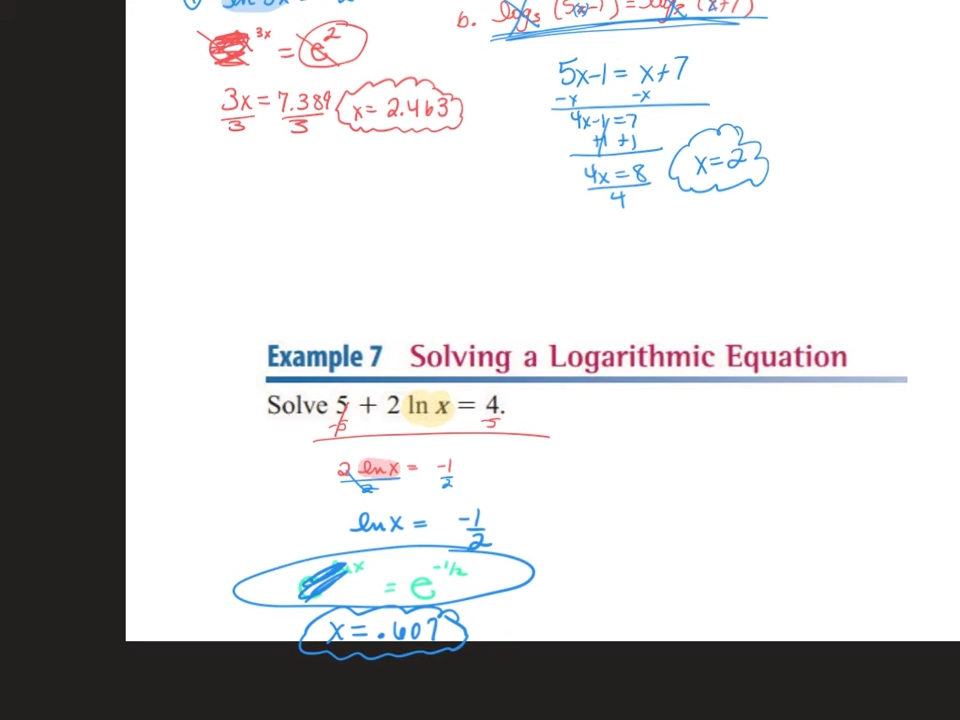 b. log₅ (5x-1) = log₅ (x+7)
3x = e²
3x = 7.389 x = 2.463
3 3
5x-1 = x+7
-x -x
4x-1=7
+1 +1
4x = 8 x=2
4
Example 7 Solving a Logarithmic Equation
Solve 5 + 2 ln x = 4.
-5 -5
2 ln x = -1
2 2
ln x = -1/2
x = e^-1/2
x = .607